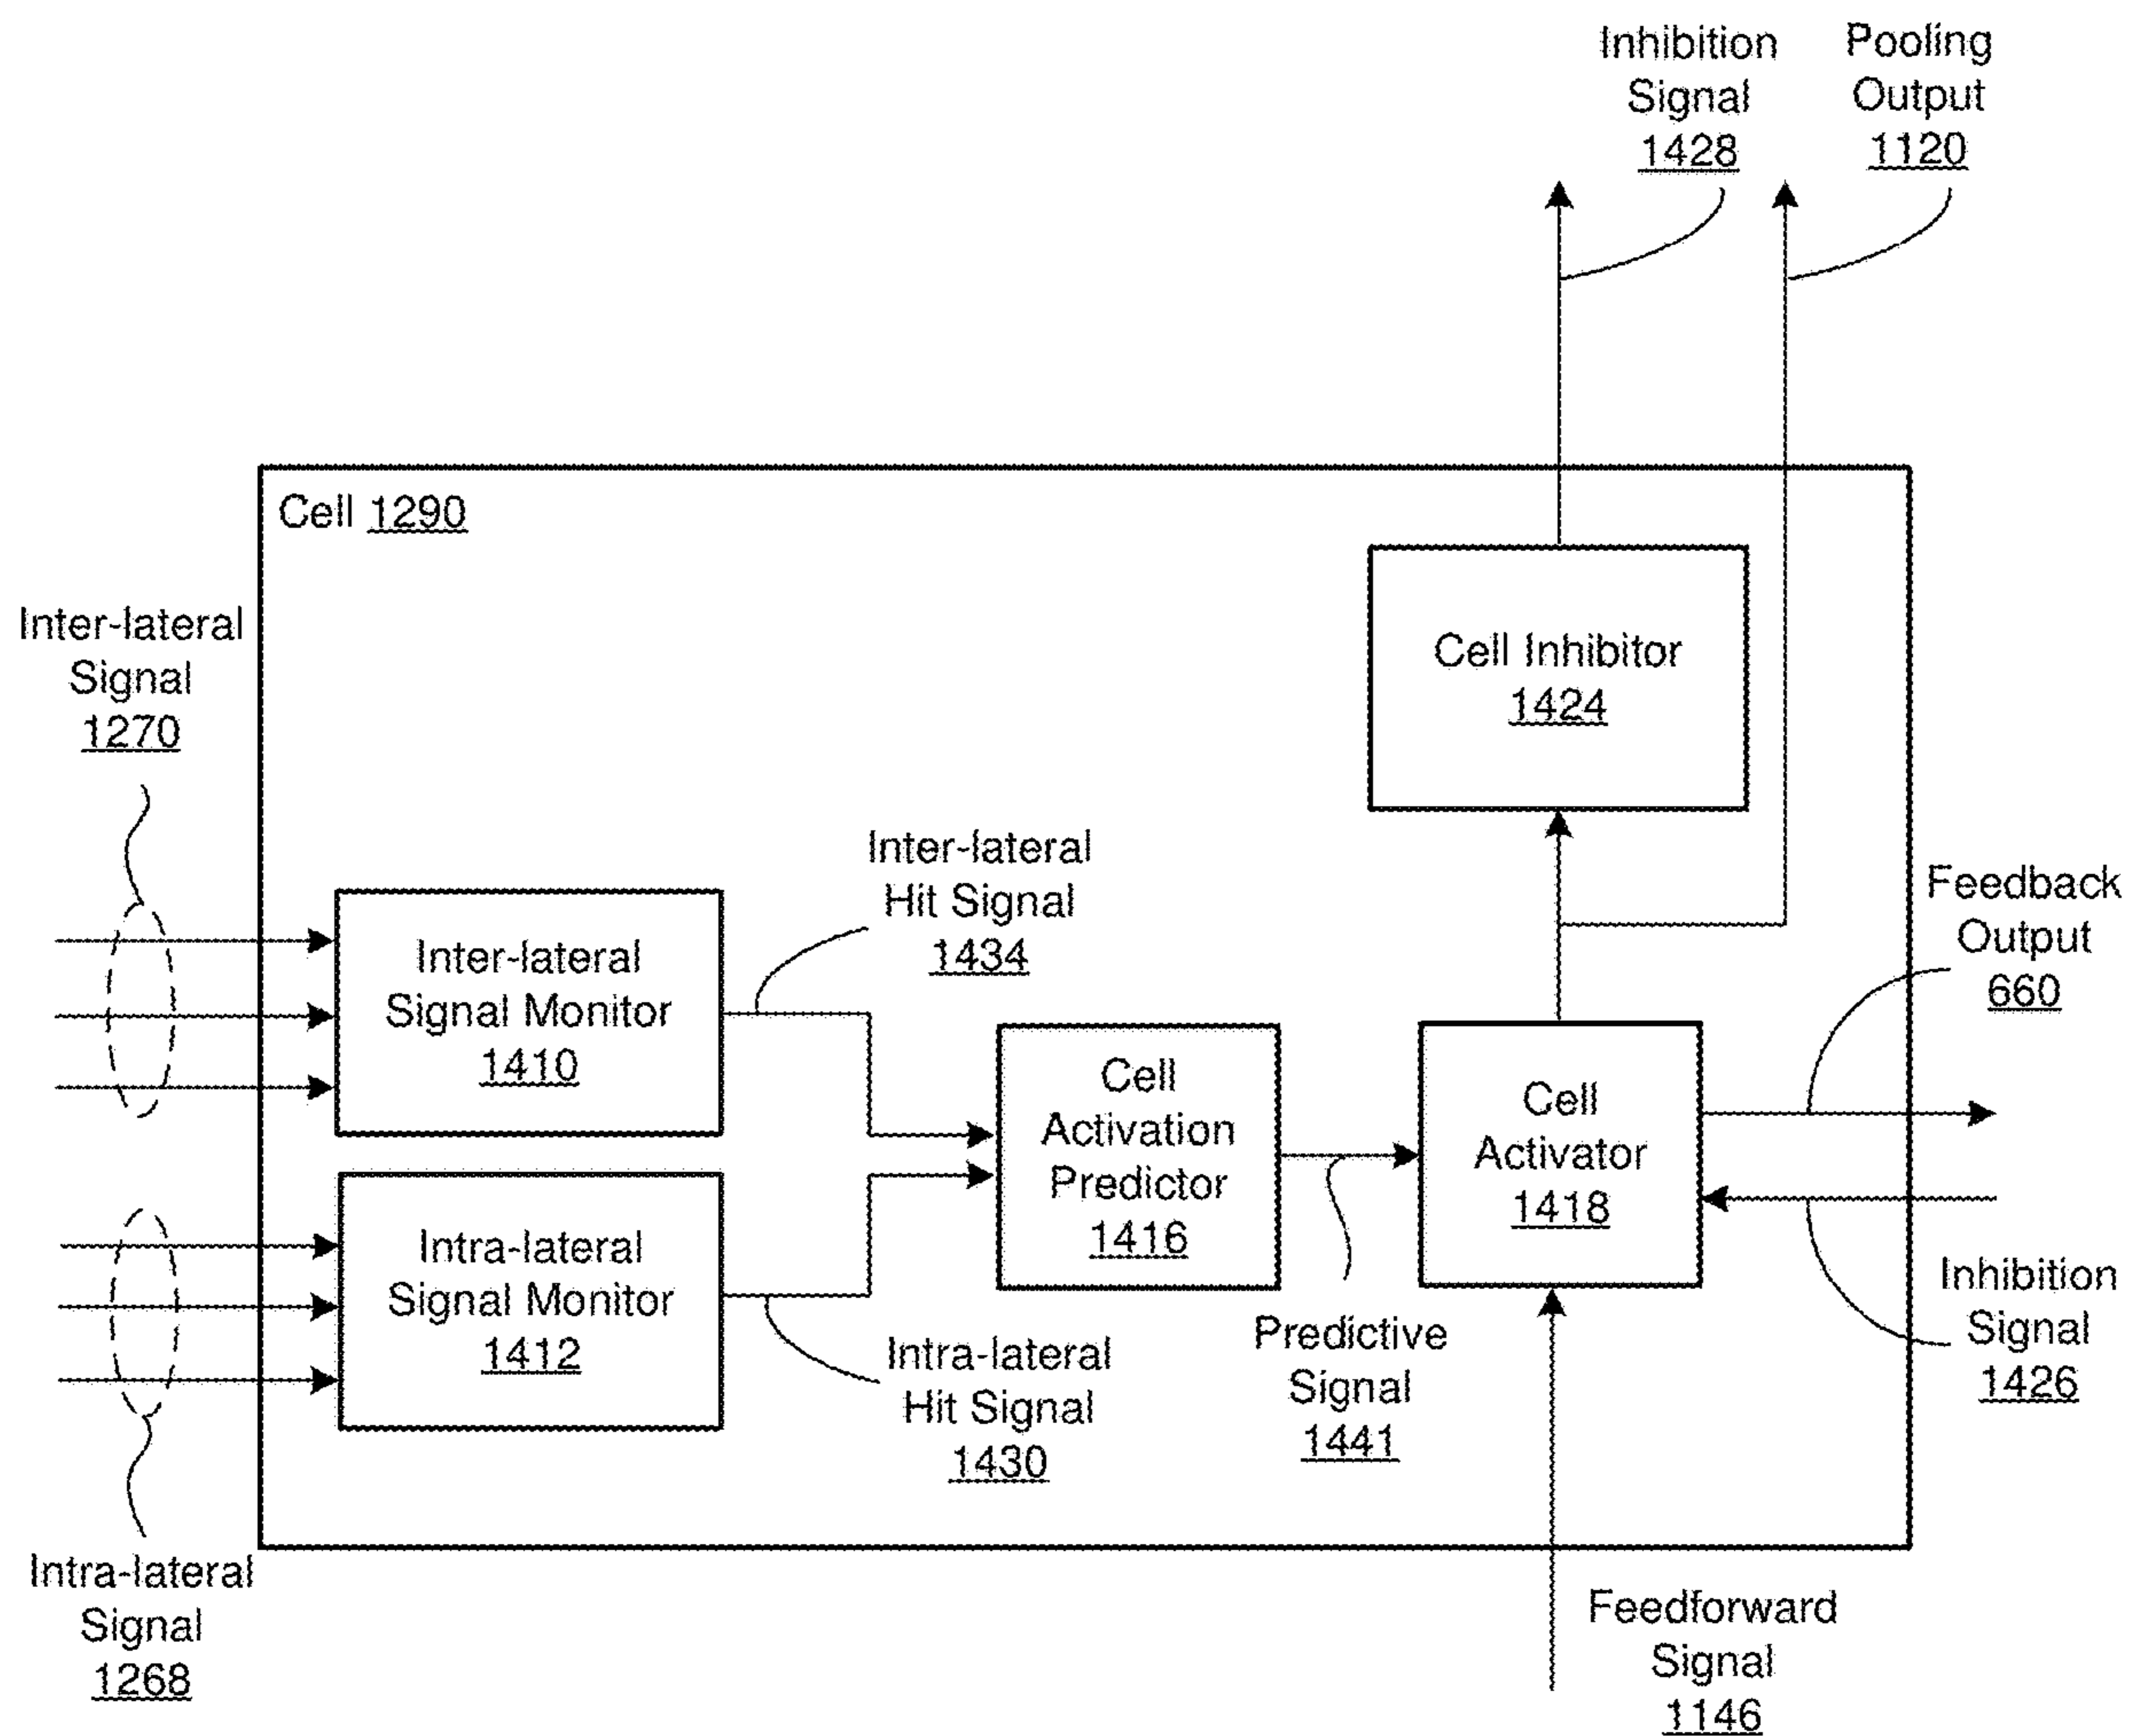 Inhibition
Signal
1428
Pooling
Output
1120
Cell 1290
Cell Inhibitor
1424
Inter-lateral
Signal
1270
Inter-lateral
Hit Signal
1434
Feedback
Output
660
Inter-lateral
Signal Monitor
1410
Cell
Activation
Predictor
1416
Cell
Activator
1418
Intra-lateral
Signal Monitor
1412
Intra-lateral
Hit Signal
1430
Predictive
Signal
1441
Inhibition
Signal
1426
Intra-lateral
Signal
1268
Feedforward
Signal
1146